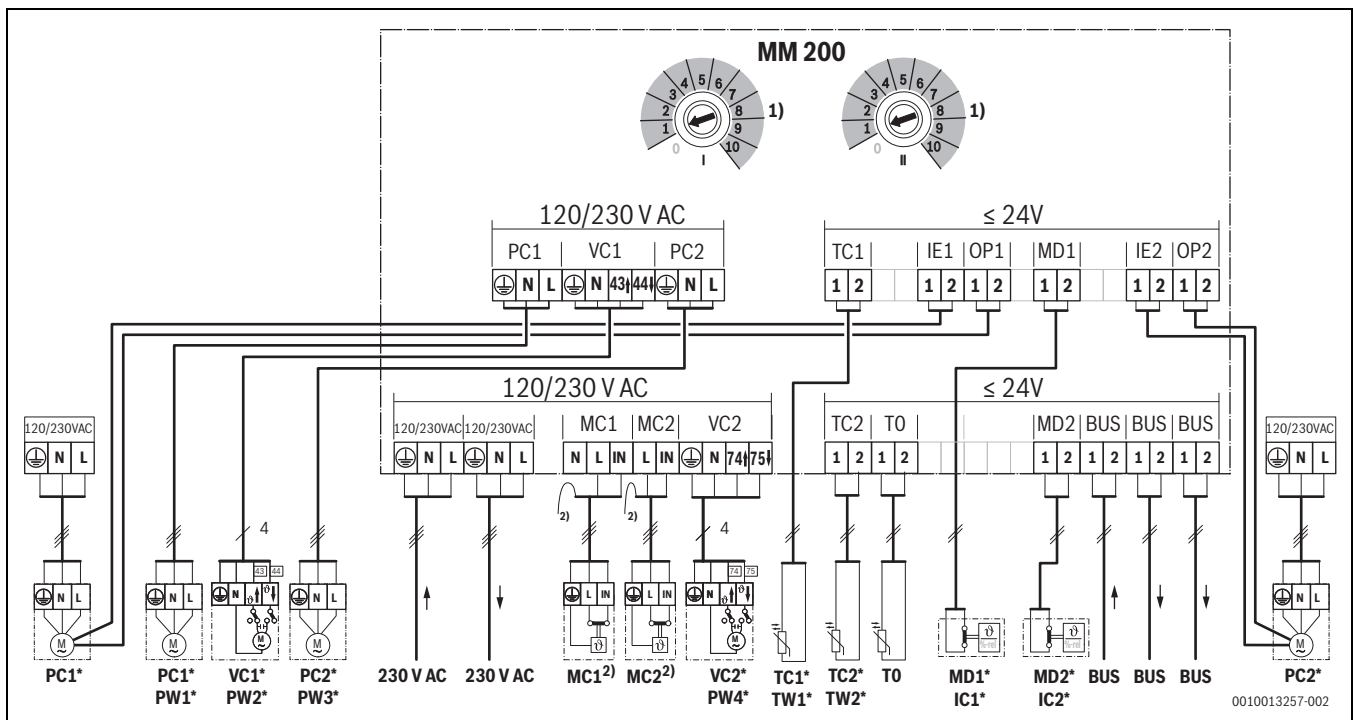 MM 200
0 1 2 3 4 5 6 7 8 9 10 1)
I
0 1 2 3 4 5 6 7 8 9 10 1)
II
120/230 V AC ≤ 24V
PC1 VC1 PC2 TC1 IE1 OP1 MD1 IE2 OP2
N L N 43 44 N L 1 2 1 2 1 2 1 2 1 2 1 2
120/230 V AC ≤ 24V
120/230VAC 120/230VAC 120/230VAC MC1 MC2 VC2 TC2 T0 MD2 BUS BUS BUS 120/230VAC
N L N L N L N L IN L IN N 74 75 1 2 1 2 1 2 1 2 1 2 1 2 N L
2) 2)
4 4
43 44 74 75
N L N L N ϑ ϑ N L L IN L IN N ϑ ϑ N L
M ~ M ~ M ~ M ~ ϑ ϑ M ~ ϑ %-rel ϑ %-rel M ~
PC1* PC1* VC1* PC2* 230 V AC 230 V AC MC1 2) MC2 2) VC2* TC1* TC2* T0 MD1* MD2* BUS BUS BUS PC2*
PW1* PW2* PW3* PW4* TW1* TW2* IC1* IC2*
0010013257-002